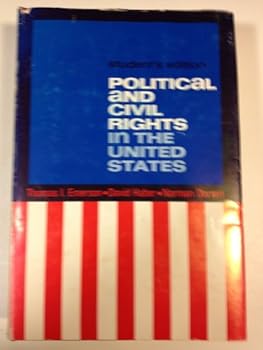 student's edition
POLITICAL
aND CIVIL
RIGHTS
IN THE
UNITED
STATES
Thomas I. Emerson•David Haber•Norman Dorsen